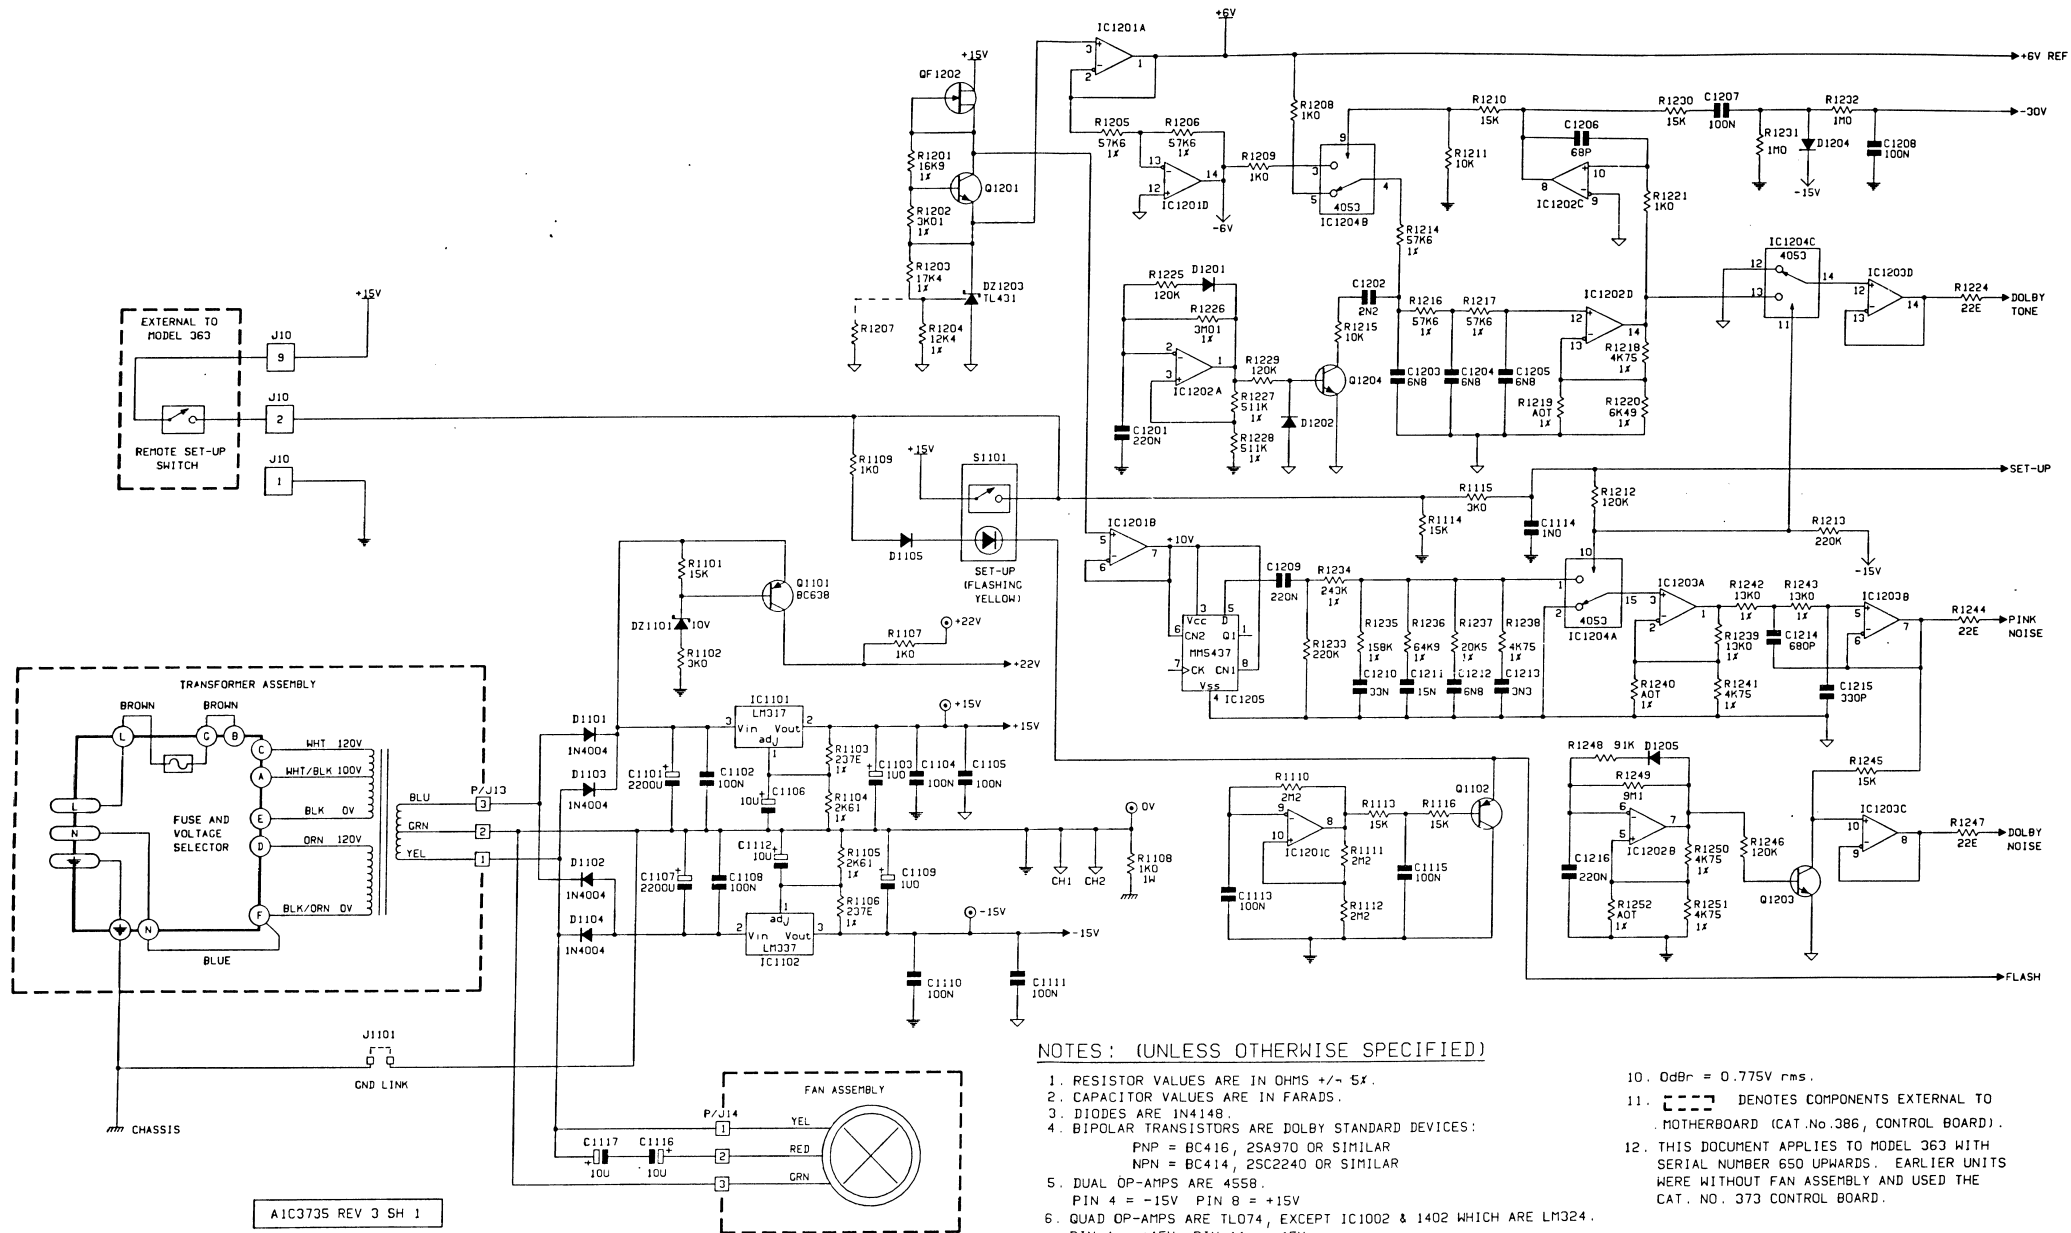 IC1201A
+6V
+6V REF
+15V
QF1202
R1201
16K9
1%
Q1201
R1202
3K01
1%
R1203
17K4
1%
DZ1203
TL431
R1207
R1204
12K4
1%
R1205
57K6
1%
R1206
57K6
1%
IC1201D
-6V
R1208
1K0
R1209
1K0
4053
IC1204B
R1210
15K
R1211
10K
C1206
68P
IC1202C
R1230
15K
C1207
100N
R1231
1M0
D1204
-15V
R1232
1M0
C1208
100N
-30V
R1221
1K0
R1214
57K6
1%
IC1204C
4053
IC1203D
R1224
22E
DOLBY
TONE
R1225
120K
D1201
R1226
3M01
1%
IC1202A
C1201
220N
R1227
511K
1%
R1228
511K
1%
R1229
120K
D1202
Q1204
C1202
2N2
R1215
10K
R1216
57K6
1%
R1217
57K6
1%
C1203
6N8
C1204
6N8
C1205
6N8
IC1202D
R1218
4K75
1%
R1219
AOT
1%
R1220
6K49
1%
EXTERNAL TO
MODEL 363
J10
9
+15V
J10
2
REMOTE SET-UP
SWITCH
J10
1
R1109
1K0
+15V
S1101
D1105
SET-UP
(FLASHING
YELLOW)
R1115
3K0
R1114
15K
C1114
1N0
SET-UP
R1212
120K
R1213
220K
-15V
IC1201B
+10V
Vcc D
CN2 Q1
MM5437
CK CN1
Vss
IC1205
C1209
220N
R1234
243K
1%
R1233
220K
R1235
158K
1%
R1236
64K9
1%
R1237
20K5
1%
R1238
4K75
1%
C1210
33N
C1211
15N
C1212
6N8
C1213
3N3
4053
IC1204A
IC1203A
R1239
13K0
1%
R1240
AOT
1%
R1241
4K75
1%
R1242
13K0
1%
R1243
13K0
1%
C1214
680P
C1215
330P
IC1203B
R1244
22E
PINK
NOISE
R1101
15K
Q1101
BC638
DZ1101 10V
R1102
3K0
R1107
1K0
+22V
+22V
TRANSFORMER ASSEMBLY
BROWN
BROWN
L
G
B
C
A
E
D
F
WHT 120V
WHT/BLK 100V
BLK 0V
ORN 120V
BLK/ORN 0V
L
N
FUSE AND
VOLTAGE
SELECTOR
N
BLUE
BLU
GRN
YEL
P/J13
3
2
1
D1101
1N4004
D1103
1N4004
D1102
1N4004
D1104
1N4004
IC1101
LM317
Vin Vout
adj
+15V
+15V
C1101
2200U
C1102
100N
C1106
10U
R1103
237E
1%
R1104
2K61
1%
C1103
1U0
C1104
100N
C1105
100N
C1107
2200U
C1108
100N
C1112
10U
R1105
2K61
1%
R1106
237E
1%
C1109
1U0
adj
Vin Vout
LM337
IC1102
-15V
-15V
C1110
100N
C1111
100N
CH1
CH2
0V
R1108
1K0
1W
R1110
2M2
IC1201C
C1113
100N
R1111
2M2
R1112
2M2
R1113
15K
R1116
15K
C1115
100N
Q1102
R1248 91K D1205
R1249
9M1
IC1202B
C1216
220N
R1252
AOT
1%
R1250
4K75
1%
R1251
4K75
1%
R1246
120K
Q1203
R1245
15K
IC1203C
R1247
22E
DOLBY
NOISE
FLASH
J1101
GND LINK
CHASSIS
FAN ASSEMBLY
P/J14
1
YEL
2
RED
3
GRN
C1117
10U
C1116
10U
A1C3735 REV 3 SH 1
NOTES: (UNLESS OTHERWISE SPECIFIED)
1. RESISTOR VALUES ARE IN OHMS +/- 5%.
2. CAPACITOR VALUES ARE IN FARADS.
3. DIODES ARE 1N4148.
4. BIPOLAR TRANSISTORS ARE DOLBY STANDARD DEVICES:
PNP = BC416, 2SA970 OR SIMILAR
NPN = BC414, 2SC2240 OR SIMILAR
5. DUAL OP-AMPS ARE 4558.
PIN 4 = -15V PIN 8 = +15V
6. QUAD OP-AMPS ARE TL074, EXCEPT IC1002 & 1402 WHICH ARE LM324.
10. 0dBr = 0.775V rms.
11. DENOTES COMPONENTS EXTERNAL TO
MOTHERBOARD (CAT.No.386, CONTROL BOARD).
12. THIS DOCUMENT APPLIES TO MODEL 363 WITH
SERIAL NUMBER 650 UPWARDS. EARLIER UNITS
WERE WITHOUT FAN ASSEMBLY AND USED THE
CAT. NO. 373 CONTROL BOARD.